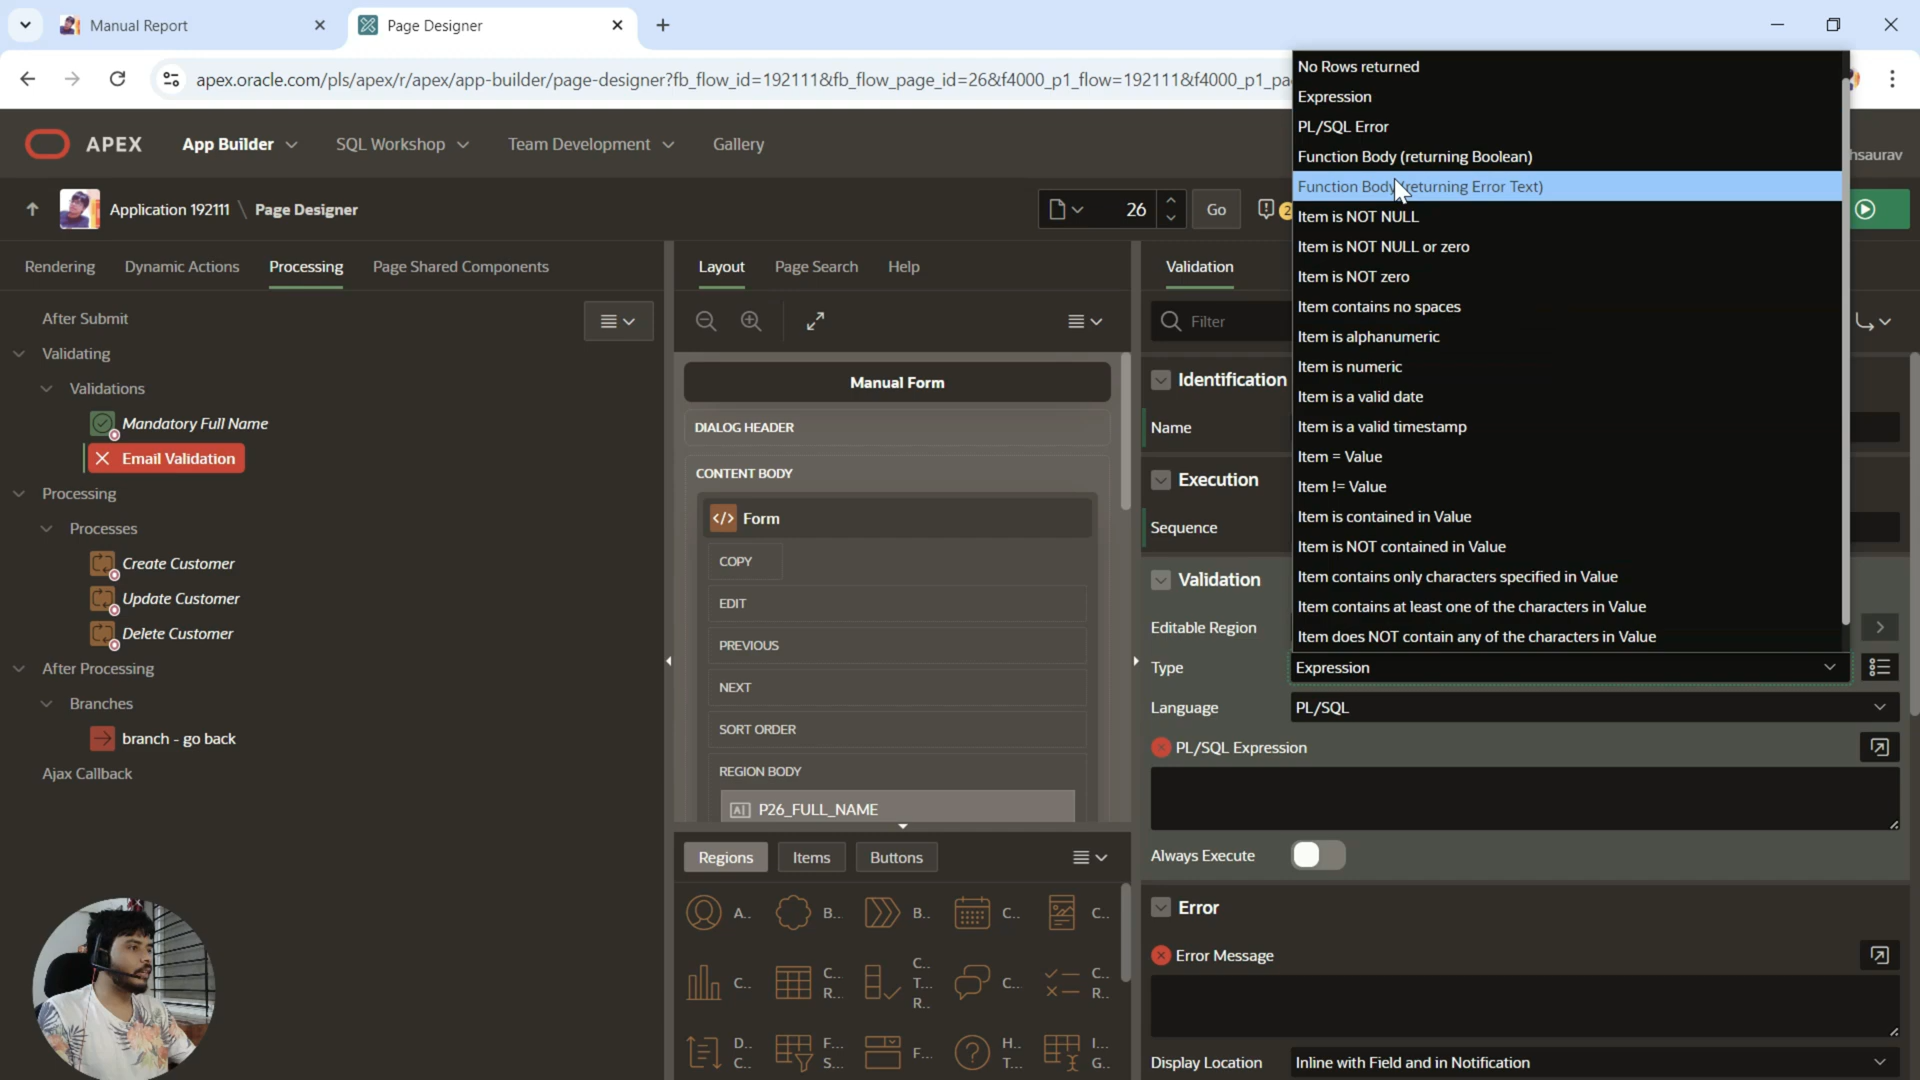 Manual Report
Page Designer
apex.oracle.com/pls/apex/r/apex/app-builder/page-designer?fb_flow_id=192111&fb_flow_page_id=26&f4000_p1_flow=192111&f4000_p1_pa
APEX
App Builder
SQL Workshop
Team Development
Gallery
hsaurav
Application 192111 \ Page Designer
26
Go
2
Rendering
Dynamic Actions
Processing
Page Shared Components
After Submit
Validating
Validations
Mandatory Full Name
Email Validation
Processing
Processes
Create Customer
Update Customer
Delete Customer
After Processing
Branches
branch - go back
Ajax Callback
Layout
Page Search
Help
Manual Form
DIALOG HEADER
CONTENT BODY
Form
COPY
EDIT
PREVIOUS
NEXT
SORT ORDER
REGION BODY
P26_FULL_NAME
Regions
Items
Buttons
A..
B...
B..
C...
C..
C..
C...
R...
C...
T...
R...
C...
C...
R...
D...
C...
F...
S...
F...
H...
T...
I...
G...
Validation
Filter
Identification
Name
Execution
Sequence
Validation
Editable Region
Type
Expression
Language
PL/SQL
PL/SQL Expression
Always Execute
Error
Error Message
Display Location
Inline with Field and in Notification
No Rows returned
Expression
PL/SQL Error
Function Body (returning Boolean)
Function Body (returning Error Text)
Item is NOT NULL
Item is NOT NULL or zero
Item is NOT zero
Item contains no spaces
Item is alphanumeric
Item is numeric
Item is a valid date
Item is a valid timestamp
Item = Value
Item != Value
Item is contained in Value
Item is NOT contained in Value
Item contains only characters specified in Value
Item contains at least one of the characters in Value
Item does NOT contain any of the characters in Value